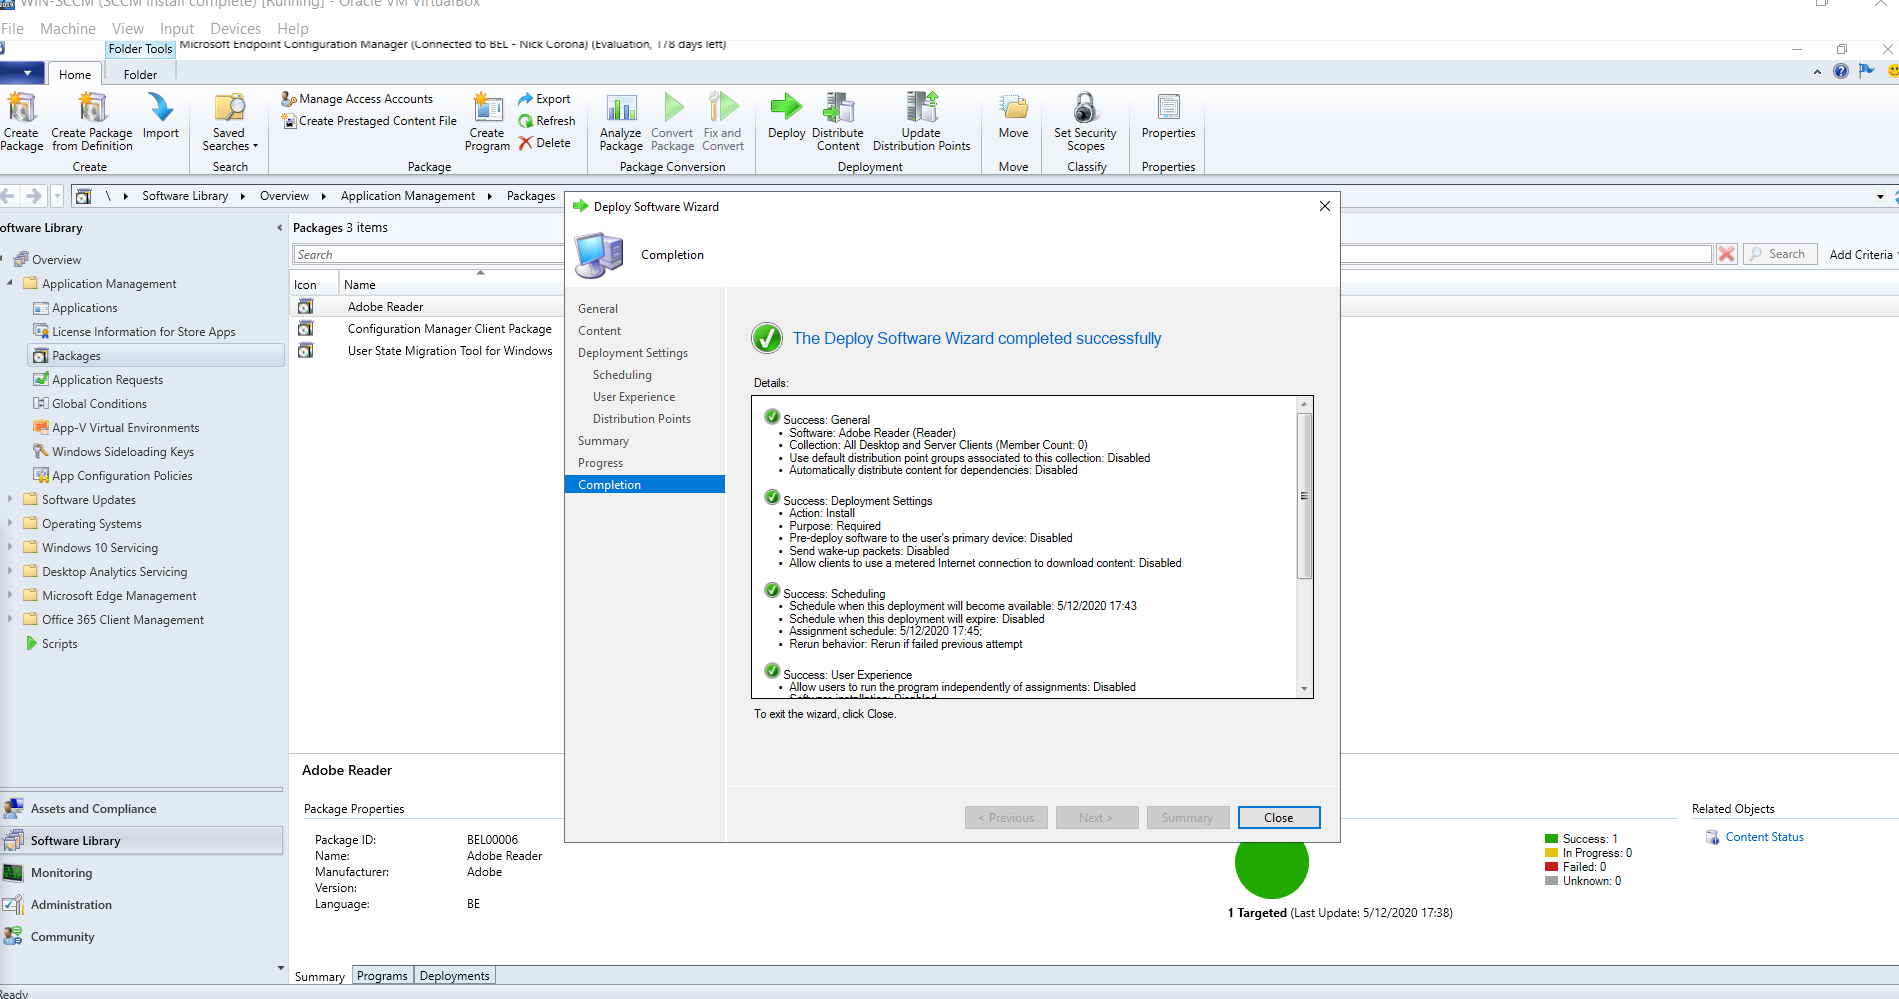 WIN-SCCM (SCCM install complete) [Running] - Oracle VM VirtualBox
File Machine View Input Devices Help
Folder Tools Microsoft Endpoint Configuration Manager (Connected to BEL - Nick Corona) (Evaluation, 178 days left)
Home Folder
Create Package
Create Package from Definition
Import
Create
Saved Searches
Search
Manage Access Accounts
Create Prestaged Content File
Create Program
Export
Refresh
Delete
Package
Analyze Package
Convert Package
Fix and Convert
Package Conversion
Deploy
Distribute Content
Update Distribution Points
Deployment
Move
Move
Set Security Scopes
Classify
Properties
Properties
\ Software Library Overview Application Management Packages
oftware Library
Overview
Application Management
Applications
License Information for Store Apps
Packages
Application Requests
Global Conditions
App-V Virtual Environments
Windows Sideloading Keys
App Configuration Policies
Software Updates
Operating Systems
Windows 10 Servicing
Desktop Analytics Servicing
Microsoft Edge Management
Office 365 Client Management
Scripts
Assets and Compliance
Software Library
Monitoring
Administration
Community
Packages 3 items
Search
Search
Add Criteria
Icon Name
Adobe Reader
Configuration Manager Client Package
User State Migration Tool for Windows
Deploy Software Wizard
Completion
General
Content
Deployment Settings
Scheduling
User Experience
Distribution Points
Summary
Progress
Completion
The Deploy Software Wizard completed successfully
Details:
Success: General
• Software: Adobe Reader (Reader)
• Collection: All Desktop and Server Clients (Member Count: 0)
• Use default distribution point groups associated to this collection: Disabled
• Automatically distribute content for dependencies: Disabled
Success: Deployment Settings
• Action: Install
• Purpose: Required
• Pre-deploy software to the user's primary device: Disabled
• Send wake-up packets: Disabled
• Allow clients to use a metered Internet connection to download content: Disabled
Success: Scheduling
• Schedule when this deployment will become available: 5/12/2020 17:43
• Schedule when this deployment will expire: Disabled
• Assignment schedule: 5/12/2020 17:45;
• Rerun behavior: Rerun if failed previous attempt
Success: User Experience
• Allow users to run the program independently of assignments: Disabled
• Software installation: Disabled
To exit the wizard, click Close.
< Previous Next > Summary Close
Adobe Reader
Package Properties
Package ID: BEL00006
Name: Adobe Reader
Manufacturer: Adobe
Version:
Language: BE
Success: 1
In Progress: 0
Failed: 0
Unknown: 0
1 Targeted (Last Update: 5/12/2020 17:38)
Related Objects
Content Status
Summary Programs Deployments
Ready